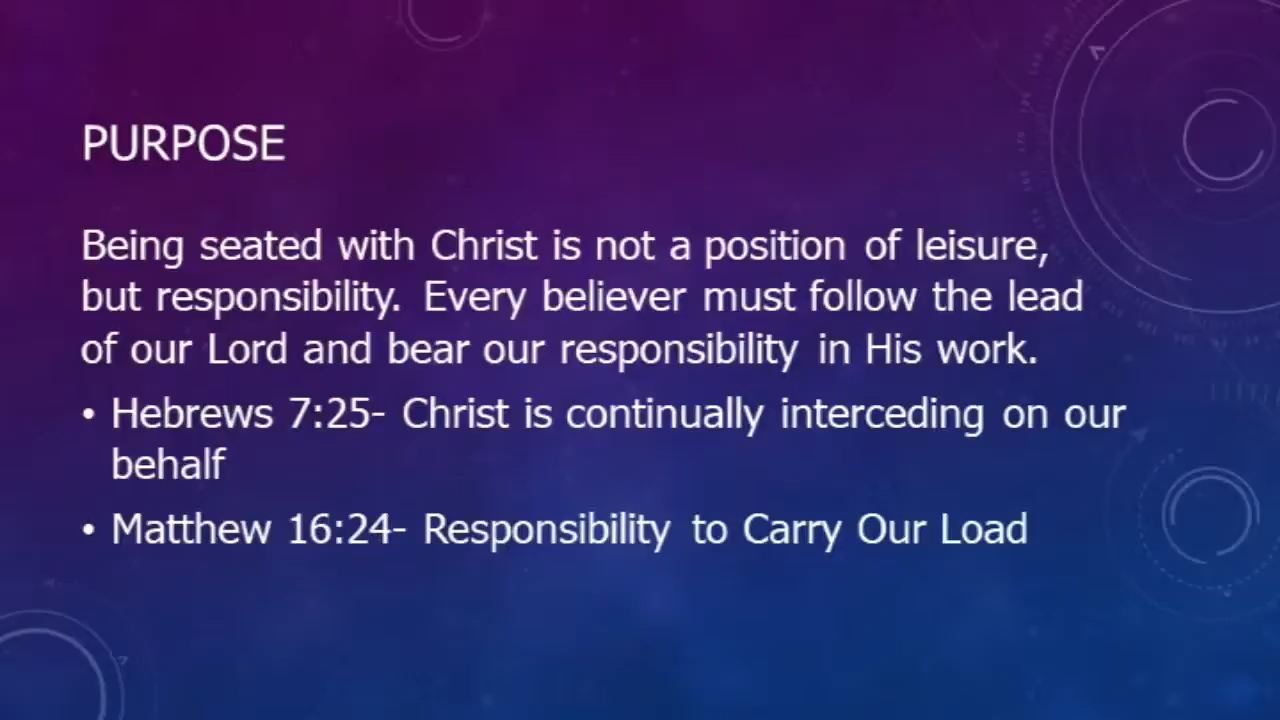 PURPOSE
Being seated with Christ is not a position of leisure,
but responsibility. Every believer must follow the lead
of our Lord and bear our responsibility in His work.
• Hebrews 7:25- Christ is continually interceding on our
behalf
• Matthew 16:24- Responsibility to Carry Our Load